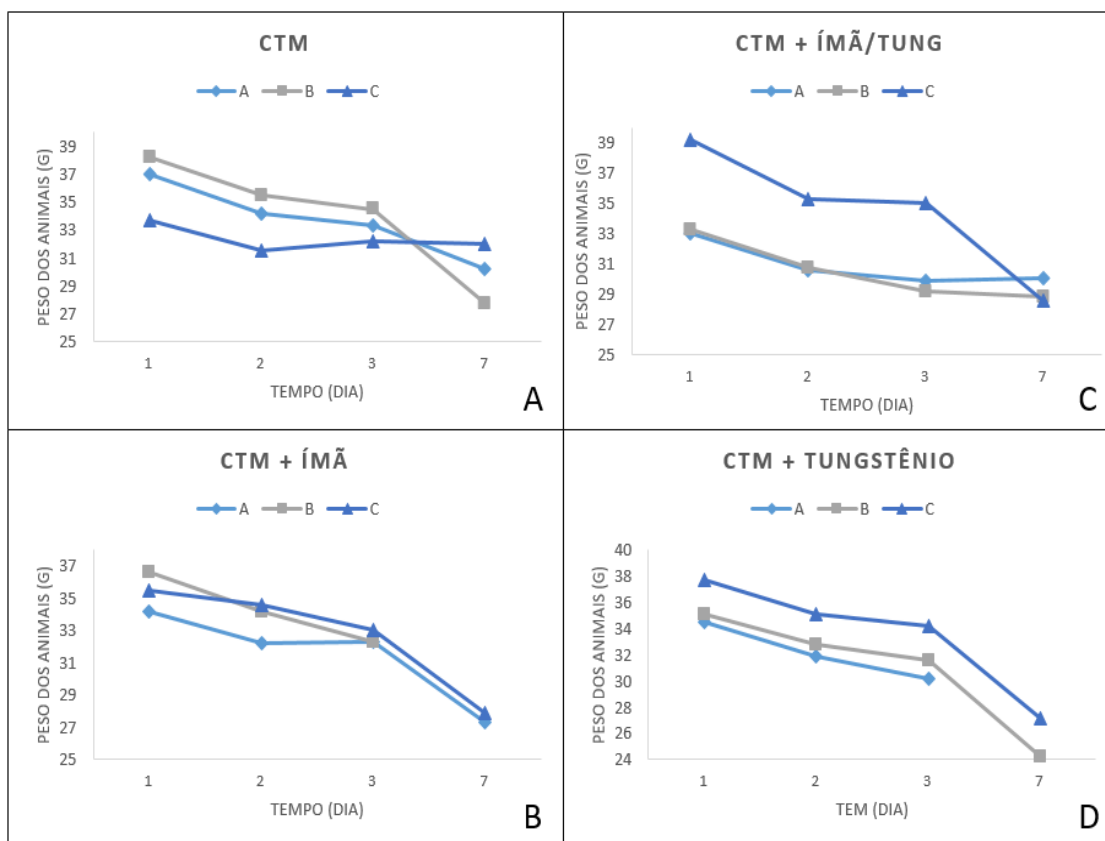 CTM
A B C
PESO DOS ANIMAIS (G)
39
37
35
33
31
29
27
25
1 2 3 7
TEMPO (DIA)
A
CTM + ÍMÃ/TUNG
A B C
PESO DOS ANIMAIS (G)
39
37
35
33
31
29
27
25
1 2 3 7
TEMPO (DIA)
C
CTM + ÍMÃ
A B C
PESO DOS ANIMAIS (G)
37
35
33
31
29
27
25
1 2 3 7
TEMPO (DIA)
B
CTM + TUNGSTÊNIO
A B C
PESO DOS ANIMAIS (G)
40
38
36
34
32
30
28
26
24
1 2 3 7
TEM (DIA)
D